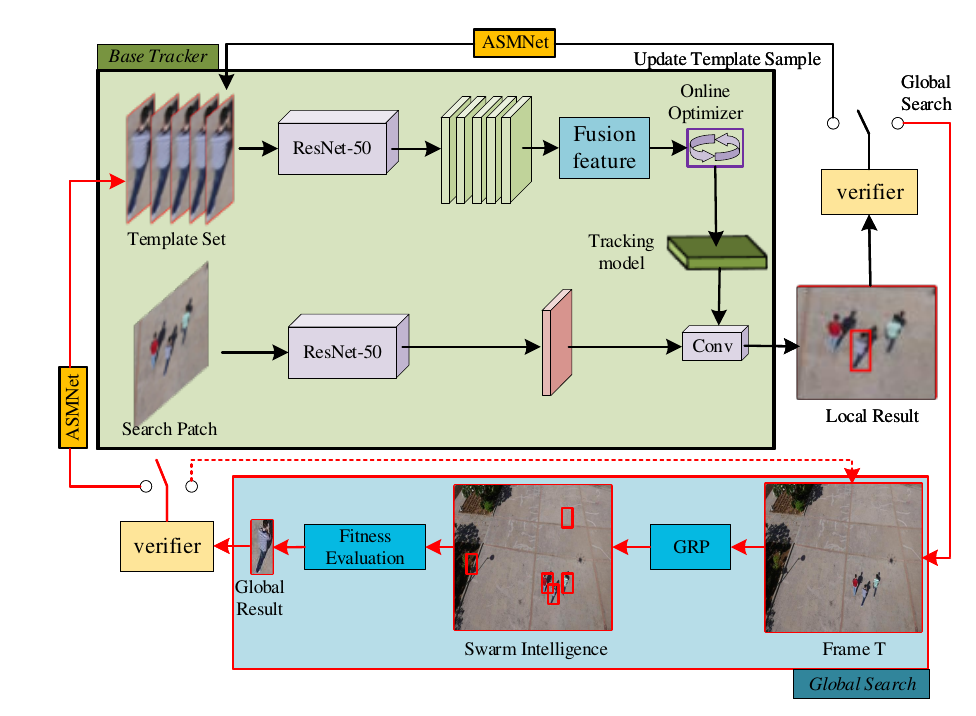 ASMNet
Base Tracker
Update Template Sample
Global
Search
Online
Optimizer
ResNet-50
Fusion
feature
verifier
Template Set
Tracking
model
ResNet-50
Conv
ASMNet
Search Patch
Local Result
verifier
Fitness
Evaluation
GRP
Global
Result
Swarm Intelligence
Frame T
Global Search